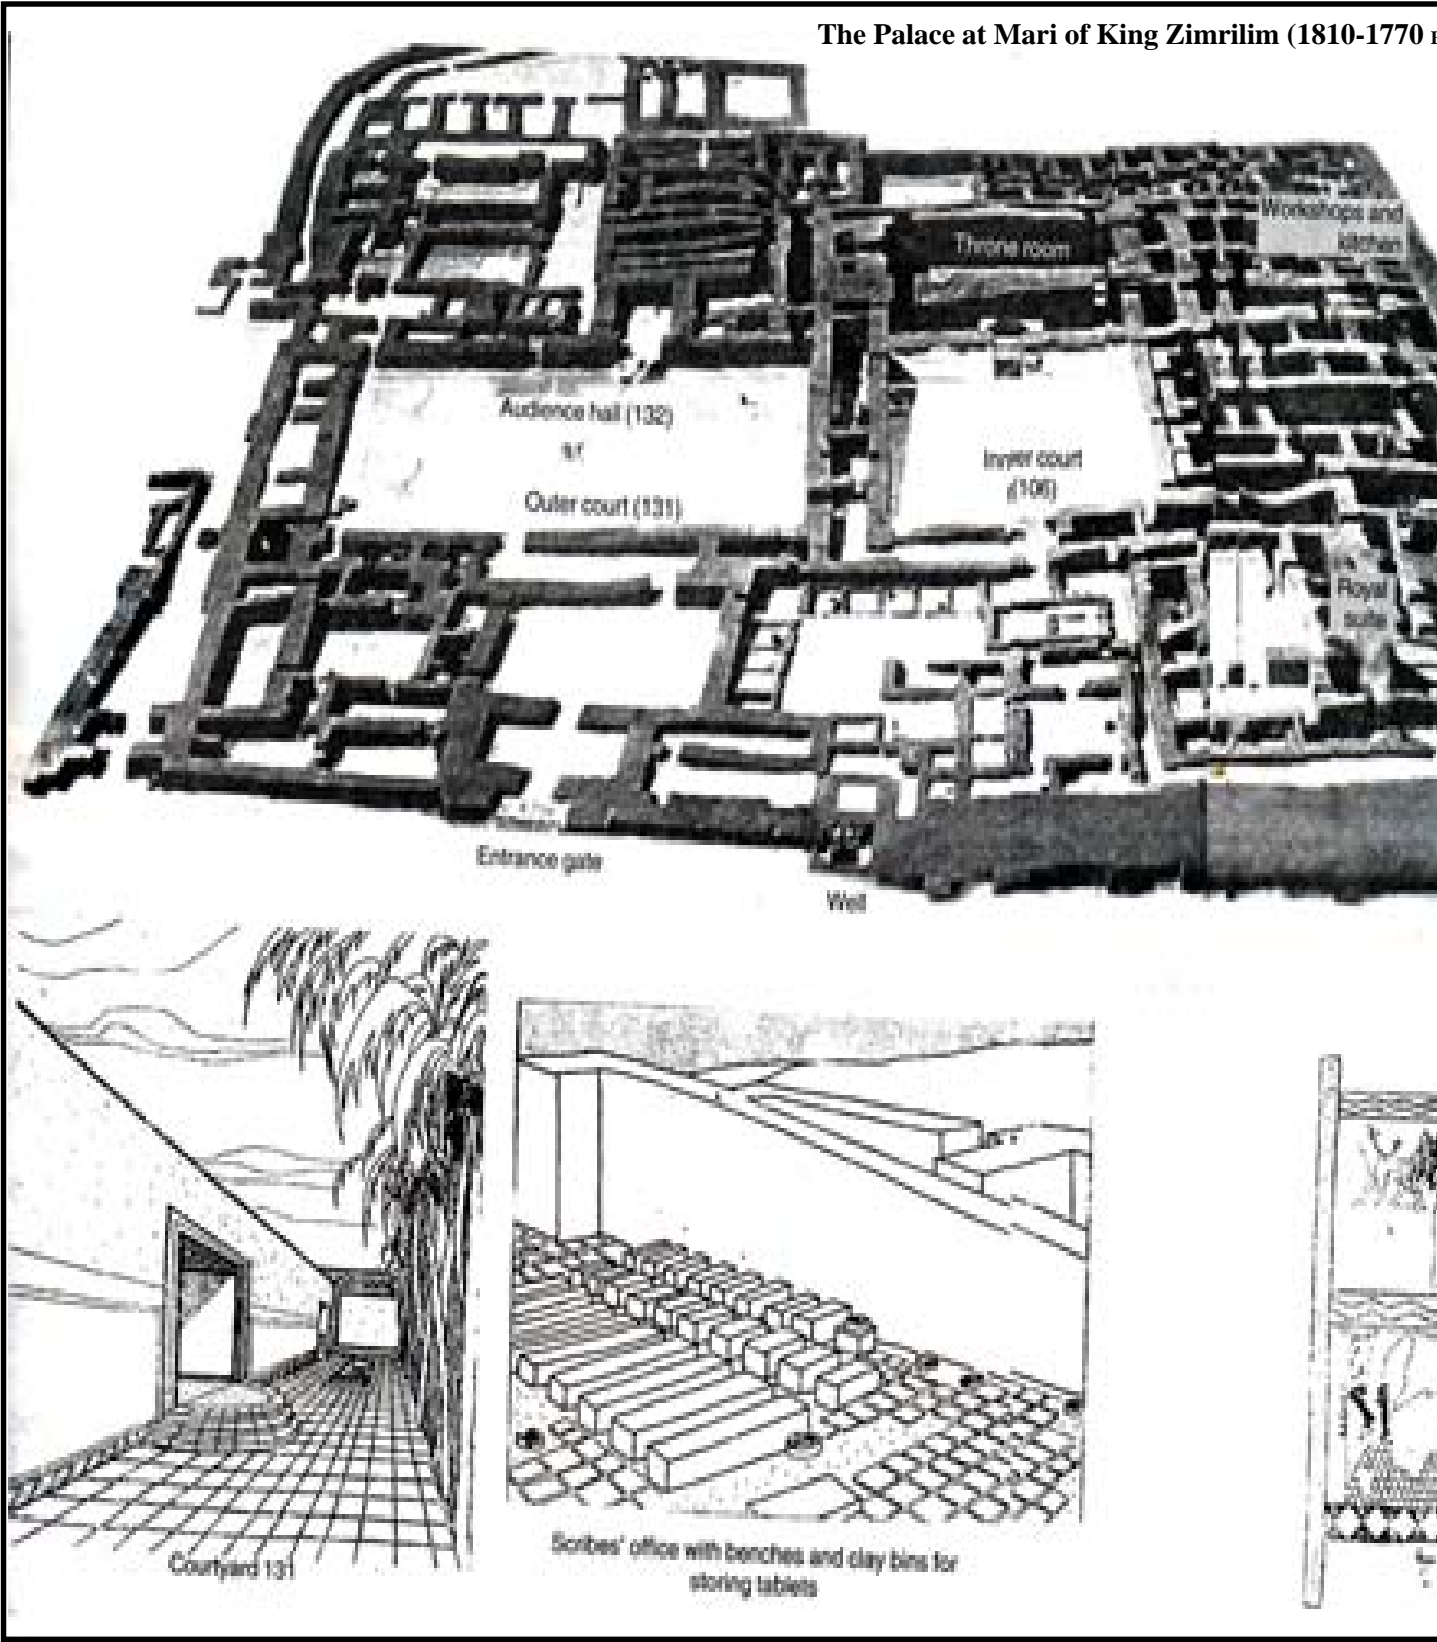 The Palace at Mari of King Zimrilim (1810-1770
Workshops and
kitchen
Throne room
Audience hall (132)
Inner court
(106)
Outer court (131)
Royal
suite
Entrance gate
Well
Courtyard 131
Scribes' office with benches and clay bins for
storing tablets